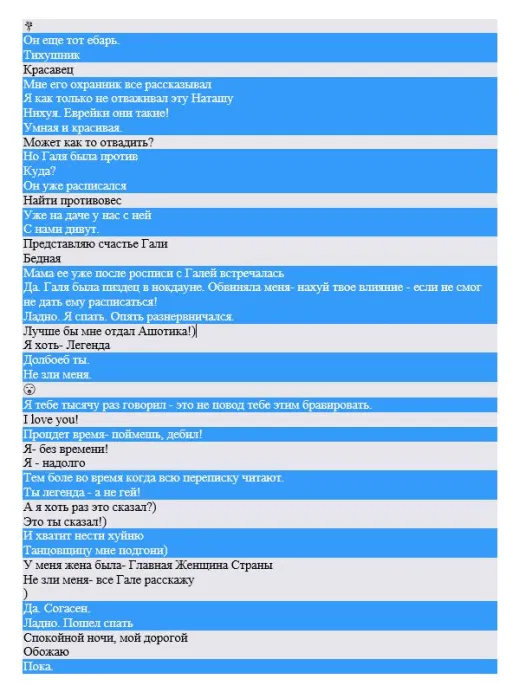 Он еще тот ебарь.
Тихушник
Красавец
Мне его охранник все рассказывал
Я как только не отваживал эту Наташу
Нихуя. Еврейки они такие!
Умная и красивая.
Может как то отвадить?
Но Галя была против
Куда?
Он уже расписался
Найти противовес
Уже на даче у нас с ней
С нами дивут.
Представляю счастье Гали
Бедная
Мама ее уже после росписи с Галей встречалась
Да. Галя была пиздец в нокдауне. Обвиняла меня- нахуй твое влияние - если не смог
не дать ему расписаться!
Ладно. Я спать. Опять разнервничался.
Лучше бы мне отдал Ашотика!)
Я хоть- Легенда
Долбоеб ты.
Не зли меня.
😮
Я тебе тысячу раз говорил - это не повод тебе этим бравировать.
I love you!
Пройдет время- поймешь, дебил!
Я- без времени!
Я - надолго
Тем боле во время когда всю переписку читают.
Ты легенда - а не гей!
А я хоть раз это сказал?)
Это ты сказал!)
И хватит нести хуйню
Танцовщицу мне подгони)
У меня жена была- Главная Женщина Страны
Не зли меня- все Гале расскажу
)
Да. Согасен.
Ладно. Пошел спать
Спокойной ночи, мой дорогой
Обожаю
Пока.